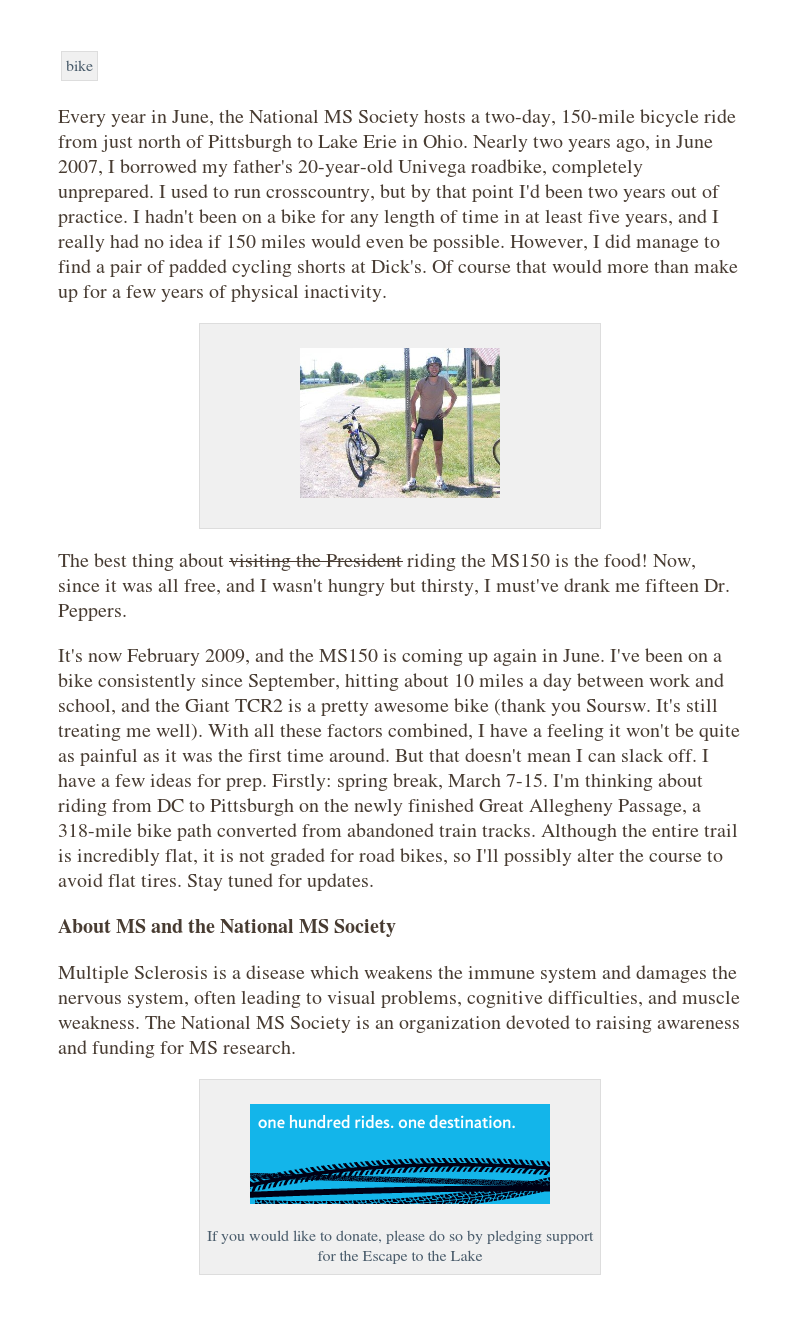 bike
Every year in June, the National MS Society hosts a two-day, 150-mile bicycle ride
from just north of Pittsburgh to Lake Erie in Ohio. Nearly two years ago, in June
2007, I borrowed my father's 20-year-old Univega roadbike, completely
unprepared. I used to run crosscountry, but by that point I'd been two years out of
practice. I hadn't been on a bike for any length of time in at least five years, and I
really had no idea if 150 miles would even be possible. However, I did manage to
find a pair of padded cycling shorts at Dick's. Of course that would more than make
up for a few years of physical inactivity.
The best thing about visiting the President riding the MS150 is the food! Now,
since it was all free, and I wasn't hungry but thirsty, I must've drank me fifteen Dr.
Peppers.
It's now February 2009, and the MS150 is coming up again in June. I've been on a
bike consistently since September, hitting about 10 miles a day between work and
school, and the Giant TCR2 is a pretty awesome bike (thank you Soursw. It's still
treating me well). With all these factors combined, I have a feeling it won't be quite
as painful as it was the first time around. But that doesn't mean I can slack off. I
have a few ideas for prep. Firstly: spring break, March 7-15. I'm thinking about
riding from DC to Pittsburgh on the newly finished Great Allegheny Passage, a
318-mile bike path converted from abandoned train tracks. Although the entire trail
is incredibly flat, it is not graded for road bikes, so I'll possibly alter the course to
avoid flat tires. Stay tuned for updates.
About MS and the National MS Society
Multiple Sclerosis is a disease which weakens the immune system and damages the
nervous system, often leading to visual problems, cognitive difficulties, and muscle
weakness. The National MS Society is an organization devoted to raising awareness
and funding for MS research.
one hundred rides. one destination.
If you would like to donate, please do so by pledging support
for the Escape to the Lake